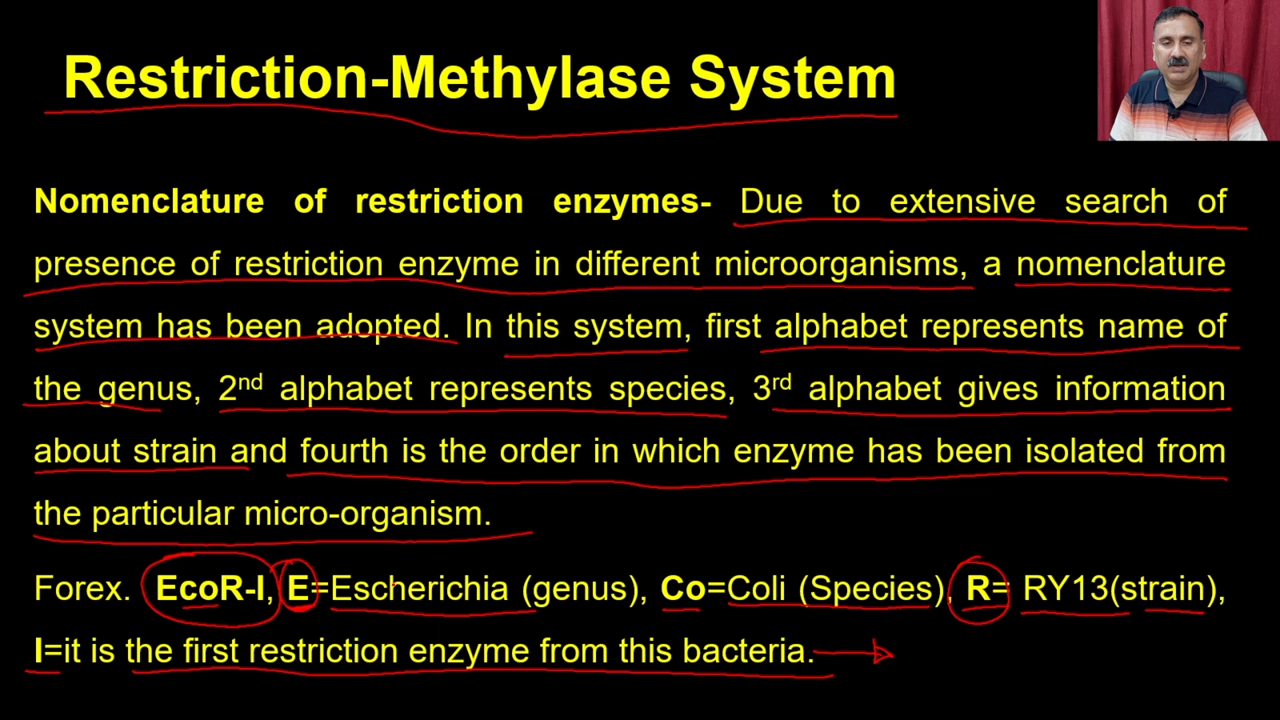 Restriction-Methylase System
Nomenclature of restriction enzymes- Due to extensive search of
presence of restriction enzyme in different microorganisms, a nomenclature
system has been adopted. In this system, first alphabet represents name of
the genus, 2nd alphabet represents species, 3rd alphabet gives information
about strain and fourth is the order in which enzyme has been isolated from
the particular micro-organism.
Forex. EcoR-I, E=Escherichia (genus), Co=Coli (Species), R= RY13(strain),
I=it is the first restriction enzyme from this bacteria.